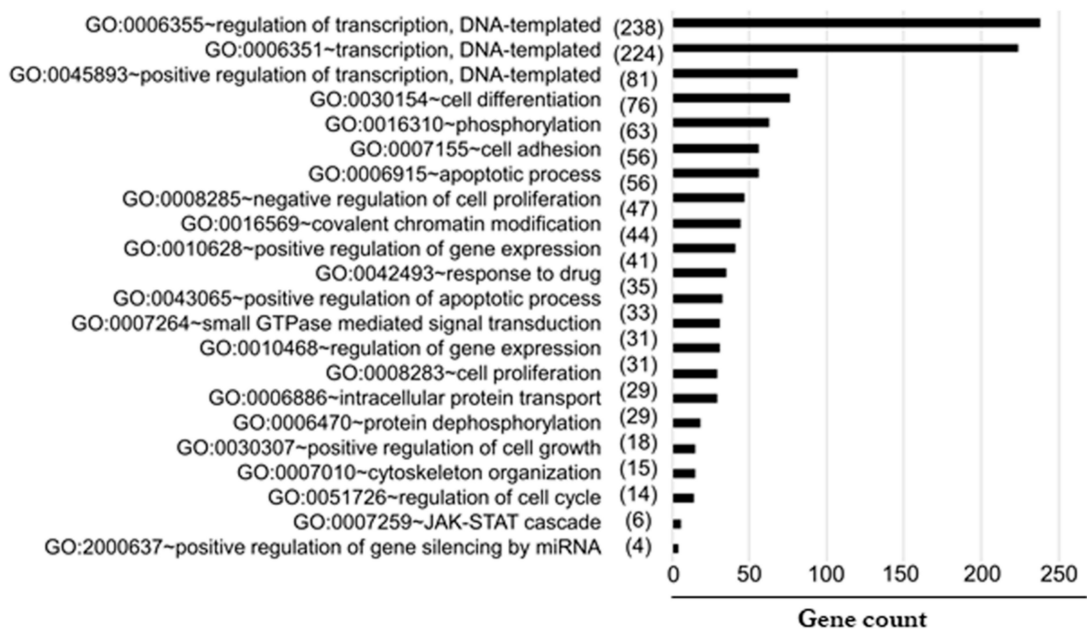 GO:0006355~regulation of transcription, DNA-templated
GO:0006351~transcription, DNA-templated
GO:0045893~positive regulation of transcription, DNA-templated
GO:0030154~cell differentiation
GO:0016310~phosphorylation
GO:0007155~cell adhesion
GO:0006915~apoptotic process
GO:0008285~negative regulation of cell proliferation
GO:0016569~covalent chromatin modification
GO:0010628~positive regulation of gene expression
GO:0042493~response to drug
GO:0043065~positive regulation of apoptotic process
GO:0007264~small GTPase mediated signal transduction
GO:0010468~regulation of gene expression
GO:0008283~cell proliferation
GO:0006886~intracellular protein transport
GO:0006470~protein dephosphorylation
GO:0030307~positive regulation of cell growth
GO:0007010~cytoskeleton organization
GO:0051726~regulation of cell cycle
GO:0007259~JAK-STAT cascade
GO:2000637~positive regulation of gene silencing by miRNA
(238)
(224)
(81)
(76)
(63)
(56)
(56)
(47)
(44)
(41)
(35)
(33)
(31)
(31)
(29)
(29)
(18)
(15)
(14)
(6)
(4)
0 50 100 150 200 250
Gene count